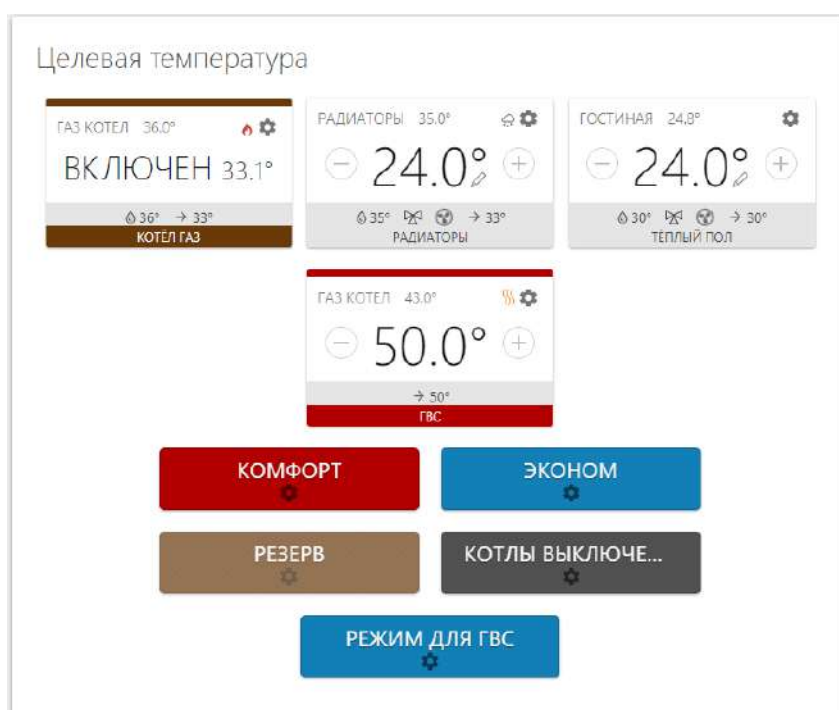 Целевая температура
ГАЗ КОТЕЛ 36.0°
ВКЛЮЧЕН 33.1°
36° → 33°
КОТЁЛ ГАЗ
РАДИАТОРЫ 35.0°
24.0°
35° → 33°
РАДИАТОРЫ
ГОСТИНАЯ 24.8°
24.0°
30° → 30°
ТЁПЛЫЙ ПОЛ
ГАЗ КОТЕЛ 43.0°
50.0°
→ 50°
ГВС
КОМФОРТ
ЭКОНОМ
РЕЗЕРВ
КОТЛЫ ВЫКЛЮЧЕ...
РЕЖИМ ДЛЯ ГВС